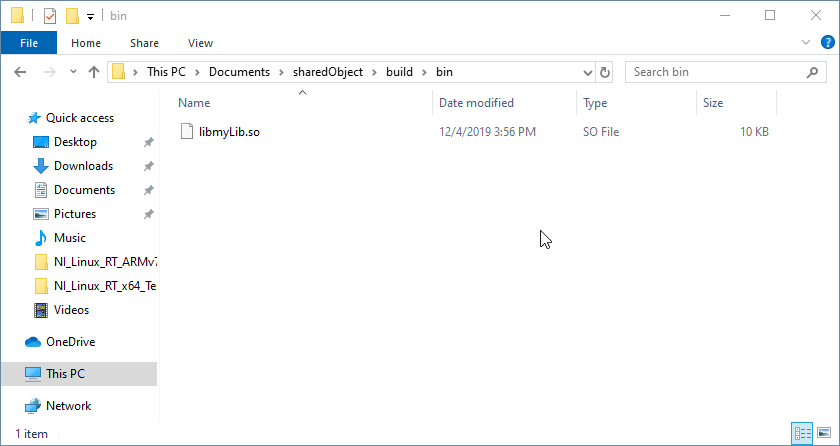 bin
File Home Share View
This PC Documents sharedObject build bin Search bin
Name Date modified Type Size
Quick access
libmyLib.so 12/4/2019 3:56 PM SO File 10 KB
Desktop
Downloads
Documents
Pictures
Music
NI_Linux_RT_ARMv7
NI_Linux_RT_x64_Te
Videos
OneDrive
This PC
Network
1 item